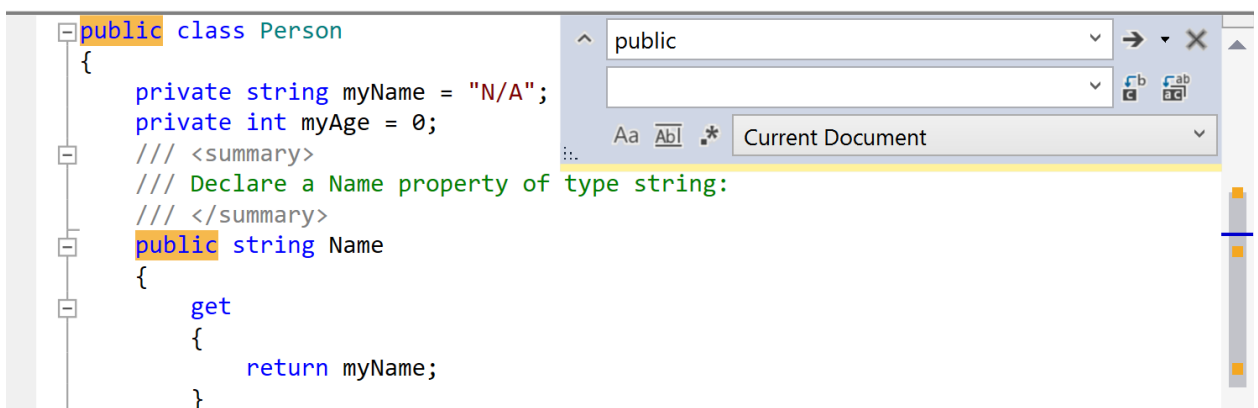 public class Person
{
private string myName = "N/A";
private int myAge = 0;
/// <summary>
/// Declare a Name property of type string:
/// </summary>
public string Name
{
get
{
return myName;
}
public
Aa Abl .* Current Document